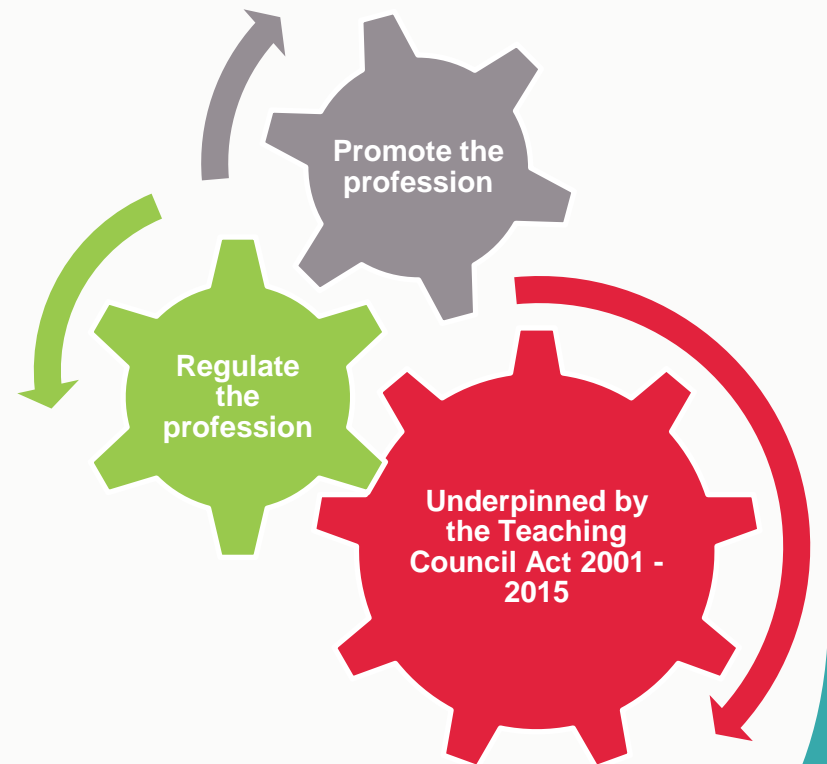 Promote the
profession
Regulate
the
profession
Underpinned by
the Teaching
Council Act 2001 -
2015